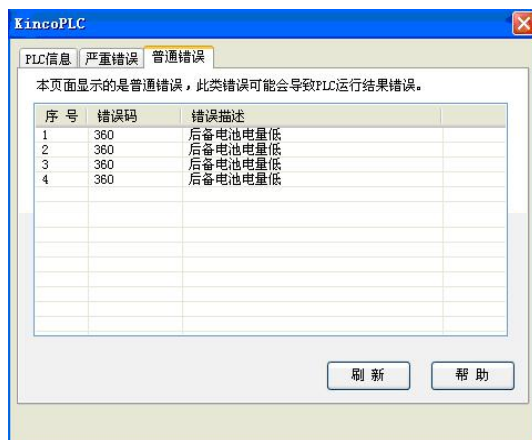 KincoPLC
PLC信息 严重错误 普通错误
本页面显示的是普通错误，此类错误可能会导致PLC运行结果错误。
序 号 错误码 错误描述
1 360 后备电池电量低
2 360 后备电池电量低
3 360 后备电池电量低
4 360 后备电池电量低
刷 新 帮 助